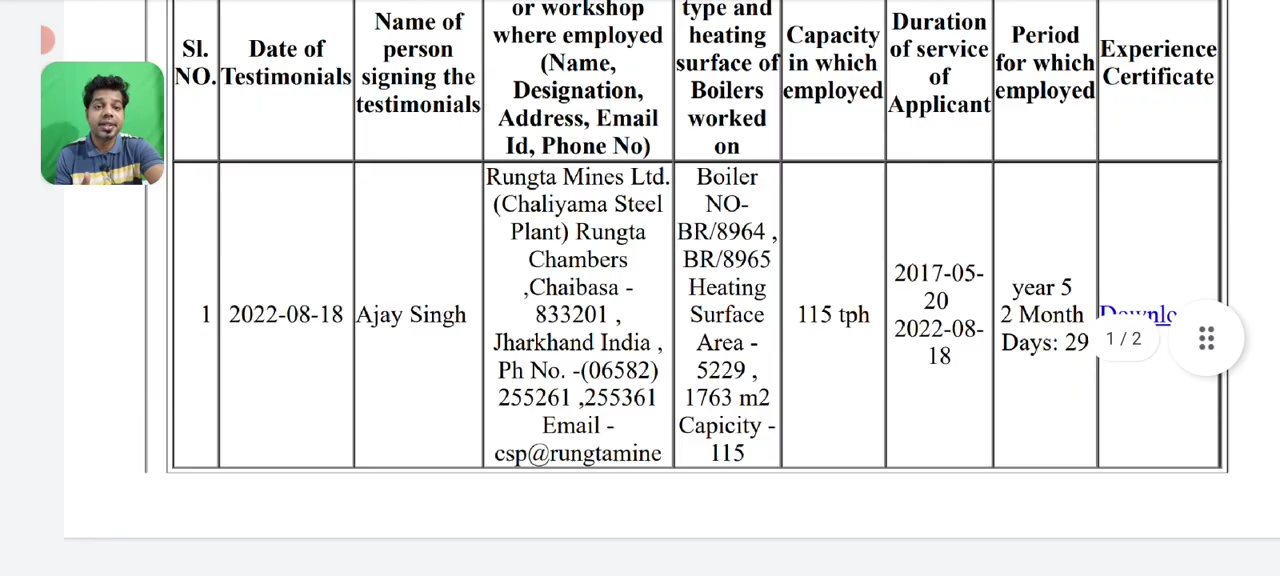 Sl.
NO.
Date of
Testimonials
Name of
person
signing the
testimonials
or workshop
where employed
(Name,
Designation,
Address, Email
Id, Phone No)
type and
heating
surface of
Boilers
worked
on
Capacity
in which
employed
Duration
of service
of
Applicant
Period
for which
employed
Experience
Certificate
1
2022-08-18
Ajay Singh
Rungta Mines Ltd.
(Chaliyama Steel
Plant) Rungta
Chambers
,Chaibasa -
833201 ,
Jharkhand India ,
Ph No. -(06582)
255261 ,255361
Email -
csp@rungtamine
Boiler
NO-
BR/8964 ,
BR/8965
Heating
Surface
Area -
5229 ,
1763 m2
Capicity -
115
115 tph
2017-05-
20
2022-08-
18
year 5
2 Month
Days: 29
1 / 2